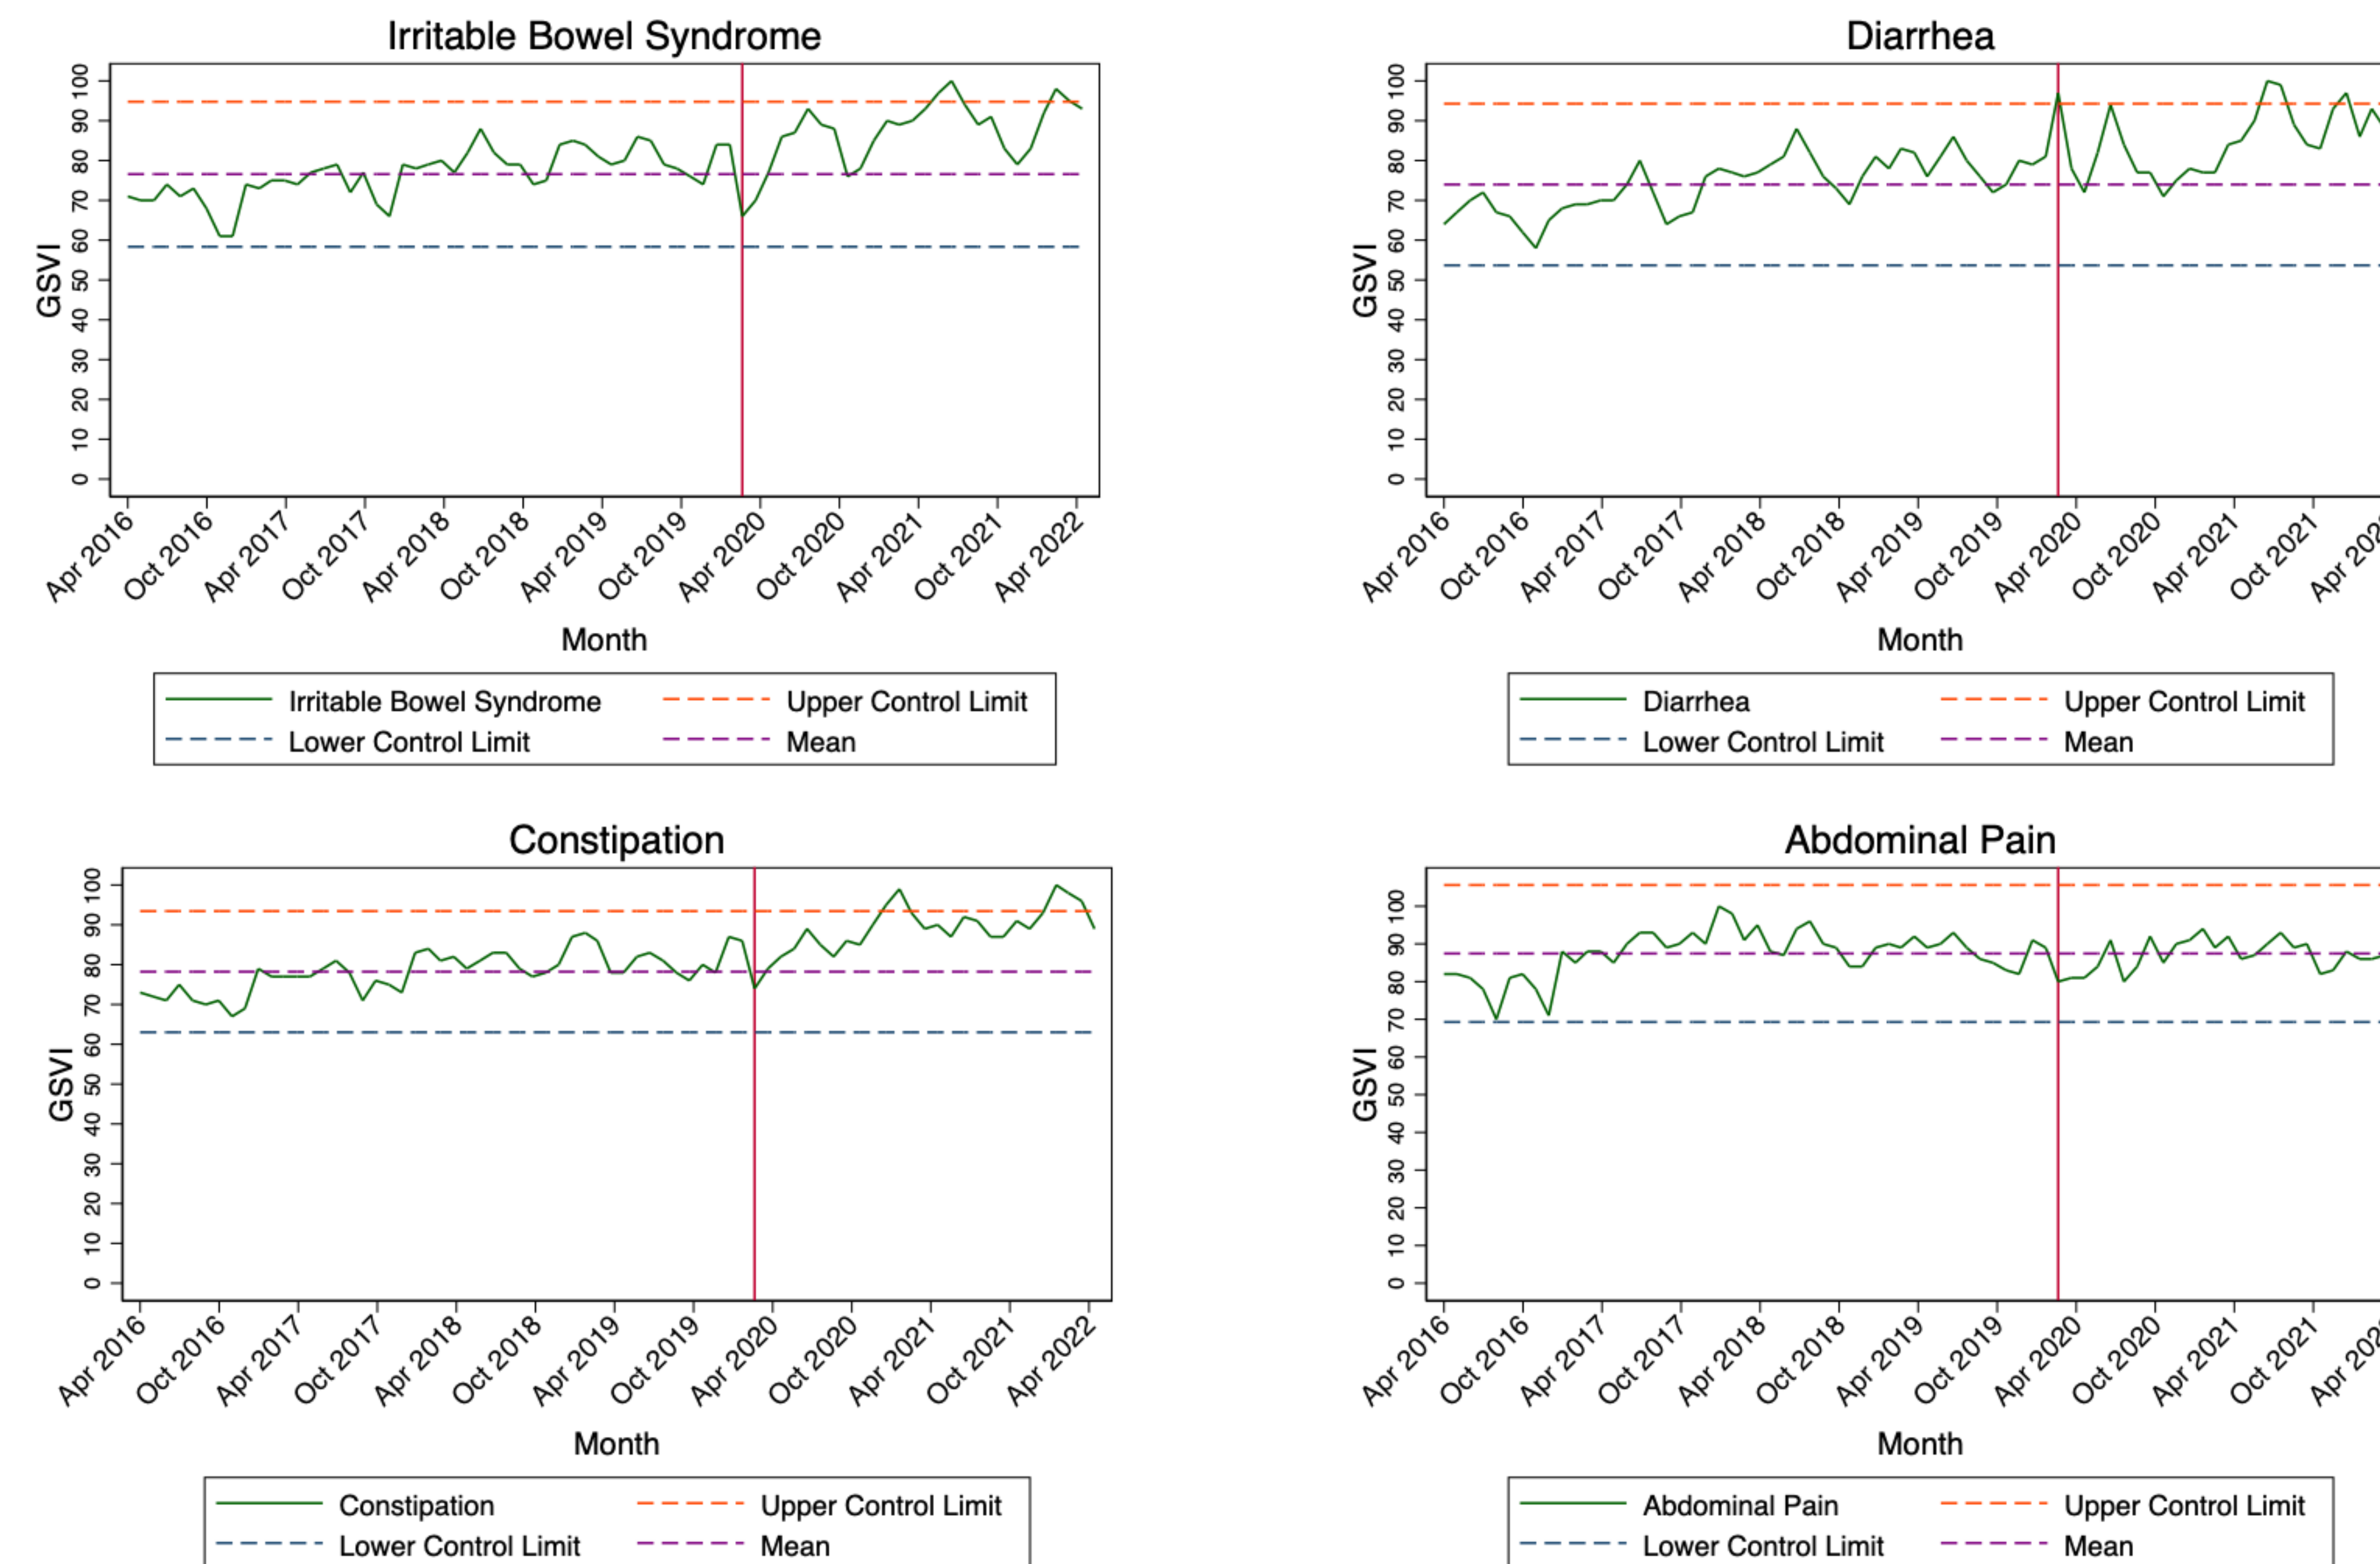 Irritable Bowel Syndrome
GSVI
100
90
80
70
60
50
40
30
20
10
0
Apr 2016
Oct 2016
Apr 2017
Oct 2017
Apr 2018
Oct 2018
Apr 2019
Oct 2019
Apr 2020
Oct 2020
Apr 2021
Oct 2021
Apr 2022
Month
Irritable Bowel Syndrome
Upper Control Limit
Lower Control Limit
Mean
Diarrhea
GSVI
100
90
80
70
60
50
40
30
20
10
0
Apr 2016
Oct 2016
Apr 2017
Oct 2017
Apr 2018
Oct 2018
Apr 2019
Oct 2019
Apr 2020
Oct 2020
Apr 2021
Oct 2021
Apr
Month
Diarrhea
Upper Control Limit
Lower Control Limit
Mean
Constipation
GSVI
100
90
80
70
60
50
40
30
20
10
0
Apr 2016
Oct 2016
Apr 2017
Oct 2017
Apr 2018
Oct 2018
Apr 2019
Oct 2019
Apr 2020
Oct 2020
Apr 2021
Oct 2021
Apr 2022
Month
Constipation
Upper Control Limit
Lower Control Limit
Mean
Abdominal Pain
GSVI
100
90
80
70
60
50
40
30
20
10
0
Apr 2016
Oct 2016
Apr 2017
Oct 2017
Apr 2018
Oct 2018
Apr 2019
Oct 2019
Apr 2020
Oct 2020
Apr 2021
Oct 2021
Apr
Month
Abdominal Pain
Upper Control Limit
Lower Control Limit
Mean